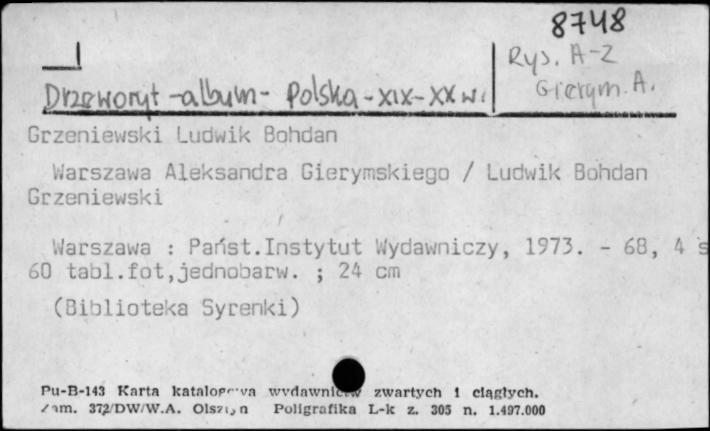 8748
Rys. A-Z
Gierym. A.
Drzeworyt - album - Polska - XIX - XX w.
Grzeniewski Ludwik Bohdan
Warszawa Aleksandra Gierymskiego / Ludwik Bohdan
Grzeniewski
Warszawa : Państ.Instytut Wydawniczy, 1973. - 68, 4 s
60 tabl.fot,jednobarw. ; 24 cm
(Biblioteka Syrenki)
Pu-B-143 Karta katalogowa wydawnictw zwartych i ciągłych.
Zam. 372/DW/W.A. Olsztyn Poligrafika L-k z. 305 n. 1.497.000